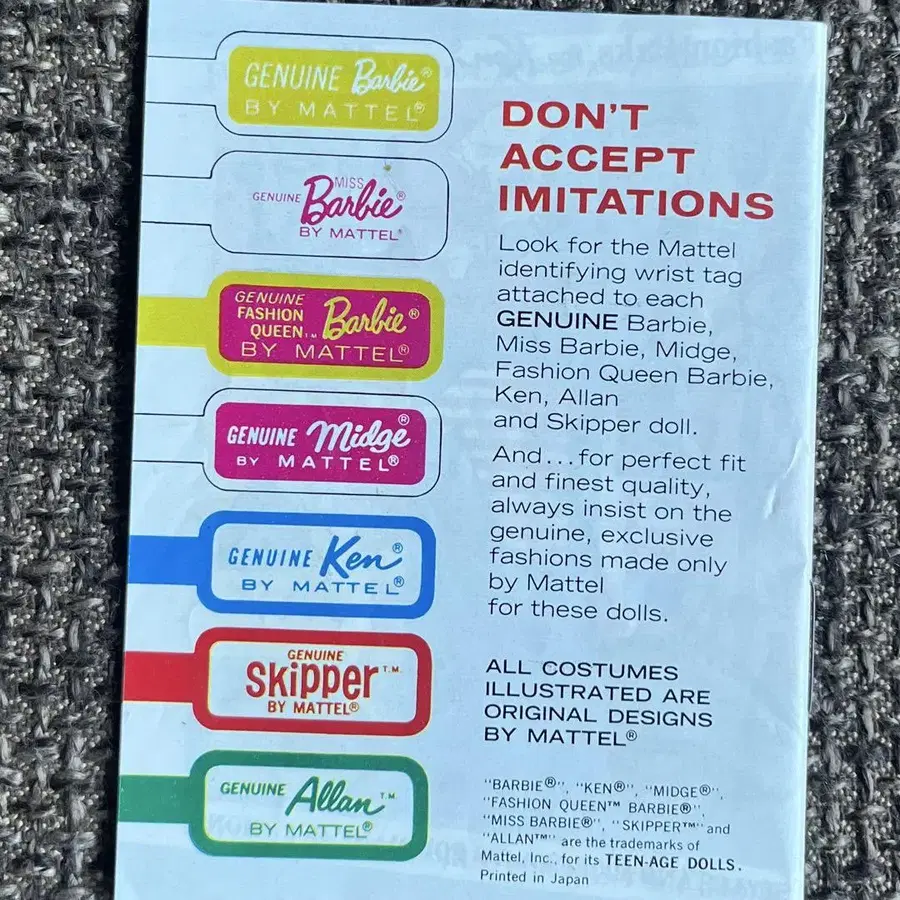 GENUINE Barbie®
BY MATTEL®
MISS
GENUINE Barbie®
BY MATTEL®
GENUINE
FASHION
QUEEN™ Barbie®
BY MATTEL®
GENUINE Midge®
BY MATTEL®
GENUINE Ken®
BY MATTEL®
GENUINE
Skipper T.M.
BY MATTEL®
GENUINE Allan T.M.
BY MATTEL®
DON'T
ACCEPT
IMITATIONS
Look for the Mattel
identifying wrist tag
attached to each
GENUINE Barbie,
Miss Barbie, Midge,
Fashion Queen Barbie,
Ken, Allan
and Skipper doll.
And...for perfect fit
and finest quality,
always insist on the
genuine, exclusive
fashions made only
by Mattel
for these dolls.
ALL COSTUMES
ILLUSTRATED ARE
ORIGINAL DESIGNS
BY MATTEL®
"BARBIE®", "KEN®", "MIDGE®",
"FASHION QUEEN™ BARBIE®"
"MISS BARBIE®", "SKIPPER™" and
"ALLAN™" are the trademarks of
Mattel, Inc., for its TEEN-AGE DOLLS.
Printed in Japan